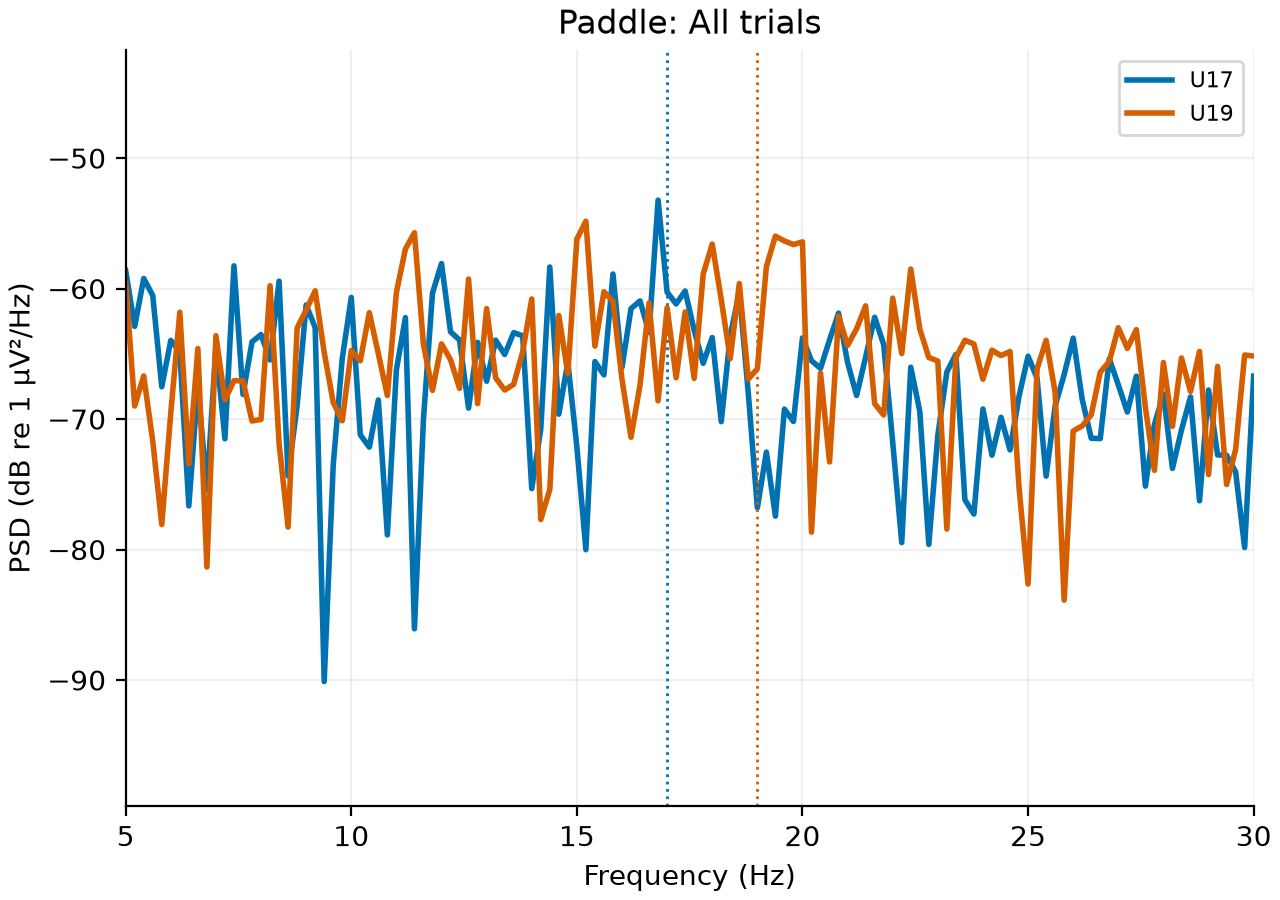 Paddle: All trials
U17
U19
PSD (dB re 1 µV²/Hz)
−50
−60
−70
−80
−90
5 10 15 20 25 30
Frequency (Hz)